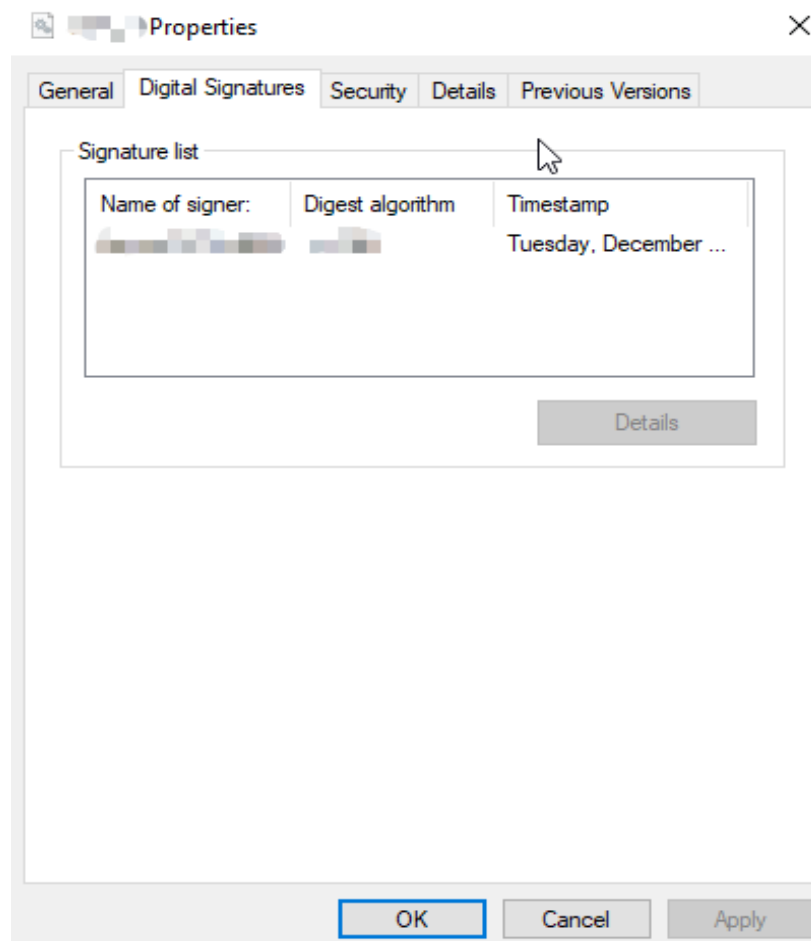 Properties
General Digital Signatures Security Details Previous Versions
Signature list
Name of signer: Digest algorithm Timestamp
Tuesday, December ...
Details
OK Cancel Apply